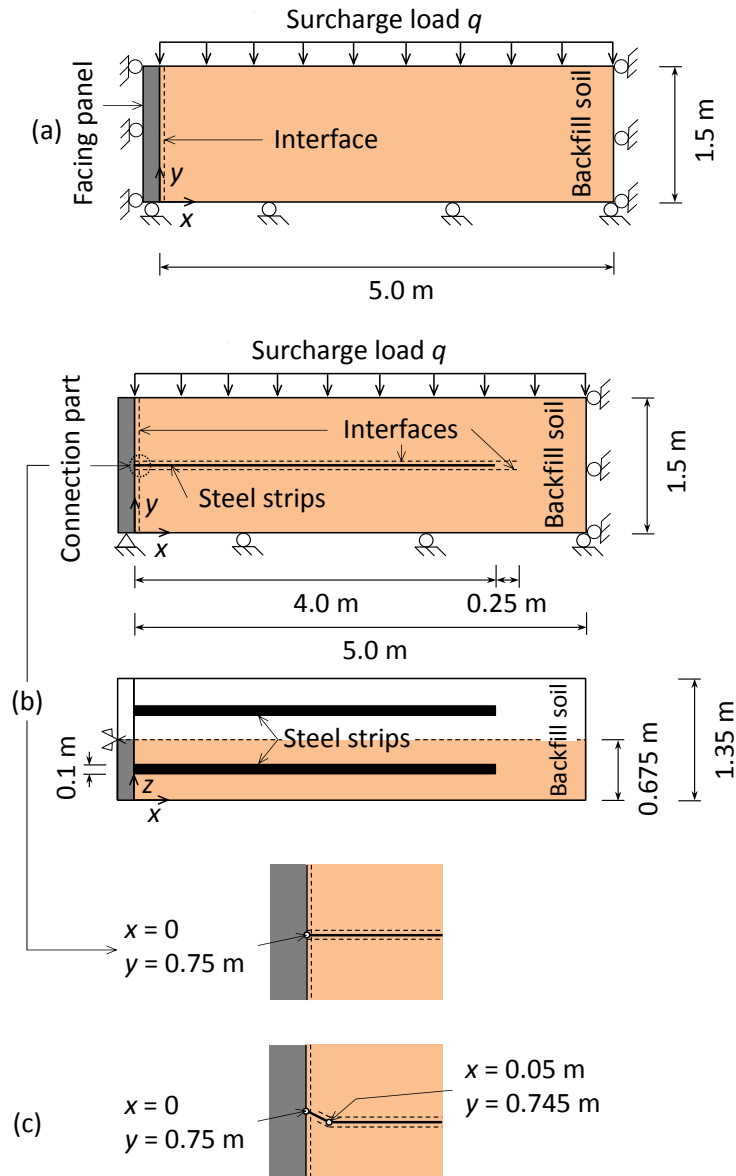 Surcharge load q
(a)
Facing panel
Interface
Backfill soil
1.5 m
y
x
5.0 m
Surcharge load q
Connection part
Interfaces
Steel strips
Backfill soil
1.5 m
y
x
4.0 m
0.25 m
5.0 m
(b)
0.1 m
Steel strips
Backfill soil
0.675 m
1.35 m
z
x
x = 0
y = 0.75 m
x = 0.05 m
y = 0.745 m
(c)
x = 0
y = 0.75 m